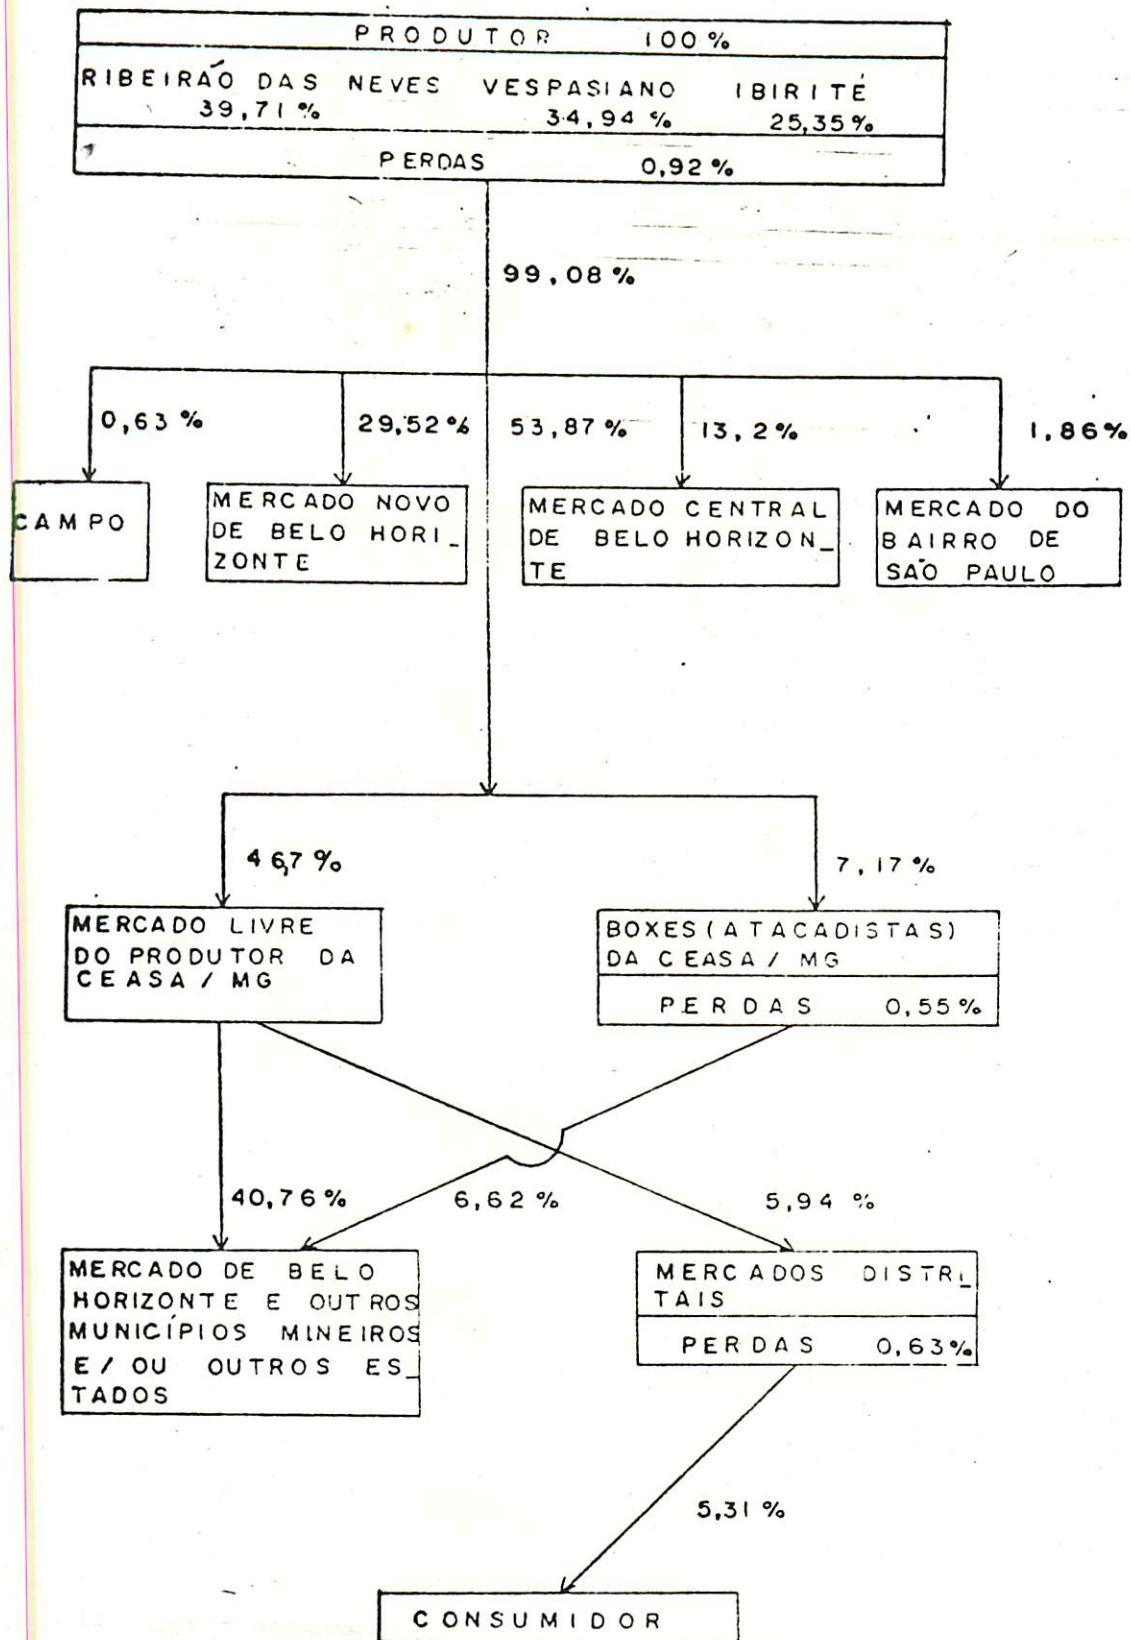 PRODUTOR 100%
RIBEIRÃO DAS NEVES VESPASIANO IBIRITÉ
39,71% 34,94% 25,35%
PERDAS 0,92%
99,08%
0,63% 29,52% 53,87% 13,2% 1,86%
CAMPO
MERCADO NOVO
DE BELO HORI_
ZONTE
MERCADO CENTRAL
DE BELO HORIZON_
TE
MERCADO DO
BAIRRO DE
SÃO PAULO
46,7% 7,17%
MERCADO LIVRE
DO PRODUTOR DA
CEASA / MG
BOXES (ATACADISTAS)
DA CEASA / MG
PERDAS 0,55%
40,76% 6,62% 5,94 %
MERCADO DE BELO
HORIZONTE E OUTROS
MUNICÍPIOS MINEIROS
E / OU OUTROS ES_
TADOS
MERCADOS DISTRI_
TAIS
PERDAS 0,63%
5,31 %
CONSUMIDOR